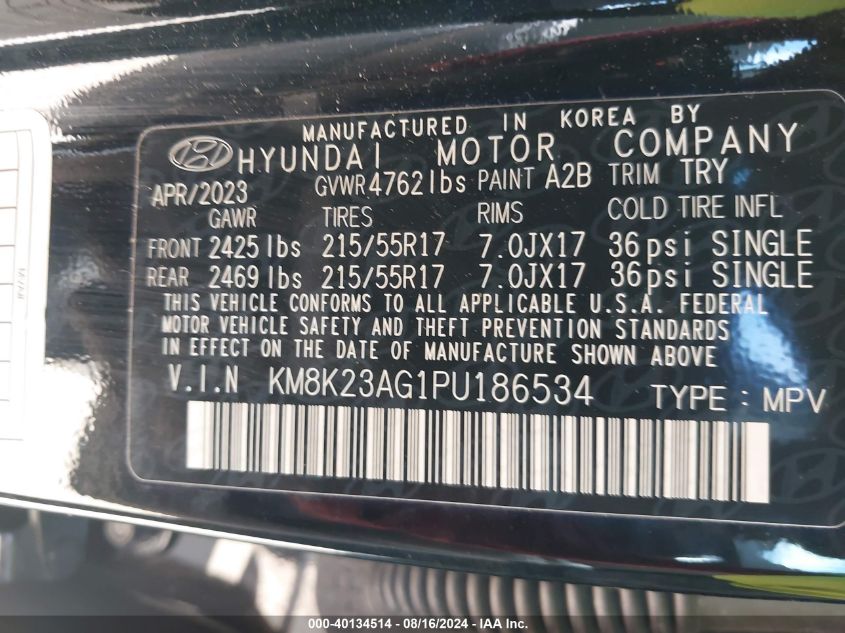 MANUFACTURED IN KOREA BY
HYUNDAI MOTOR COMPANY
APR/2023 GVWR 4762 lbs PAINT A2B TRIM TRY
GAWR TIRES RIMS COLD TIRE INFL
FRONT 2425 lbs 215/55R17 7.0JX17 36psi SINGLE
REAR 2469 lbs 215/55R17 7.0JX17 36psi SINGLE
THIS VEHICLE CONFORMS TO ALL APPLICABLE U.S.A. FEDERAL
MOTOR VEHICLE SAFETY AND THEFT PREVENTION STANDARDS
IN EFFECT ON THE DATE OF MANUFACTURE SHOWN ABOVE
V.I.N KM8K23AG1PU186534 TYPE : MPV
000-40134514 - 08/16/2024 - IAA Inc.